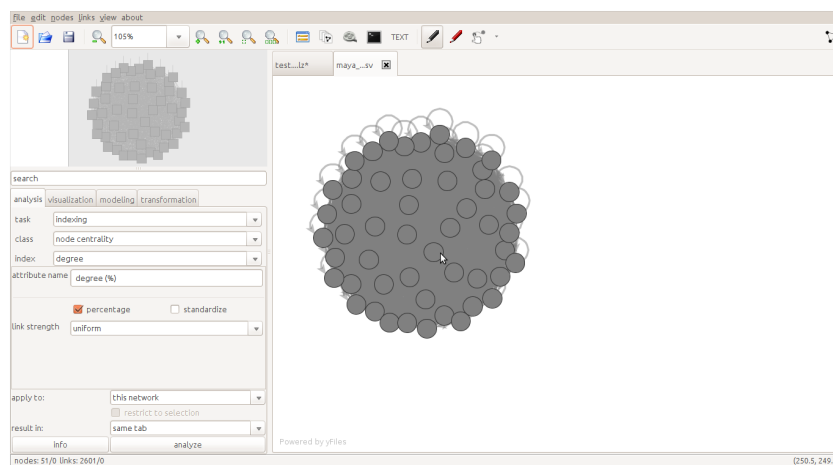 file edit nodes links view about
105%
TEXT
test....lz*
maya_...sv
search
analysis visualization modeling transformation
task indexing
class node centrality
index degree
attribute name degree (%)
percentage standardize
link strength uniform
apply to: this network
restrict to selection
result in: same tab
info analyze
Powered by yFiles
nodes: 51/0 links: 2601/0
(250.5, 249.